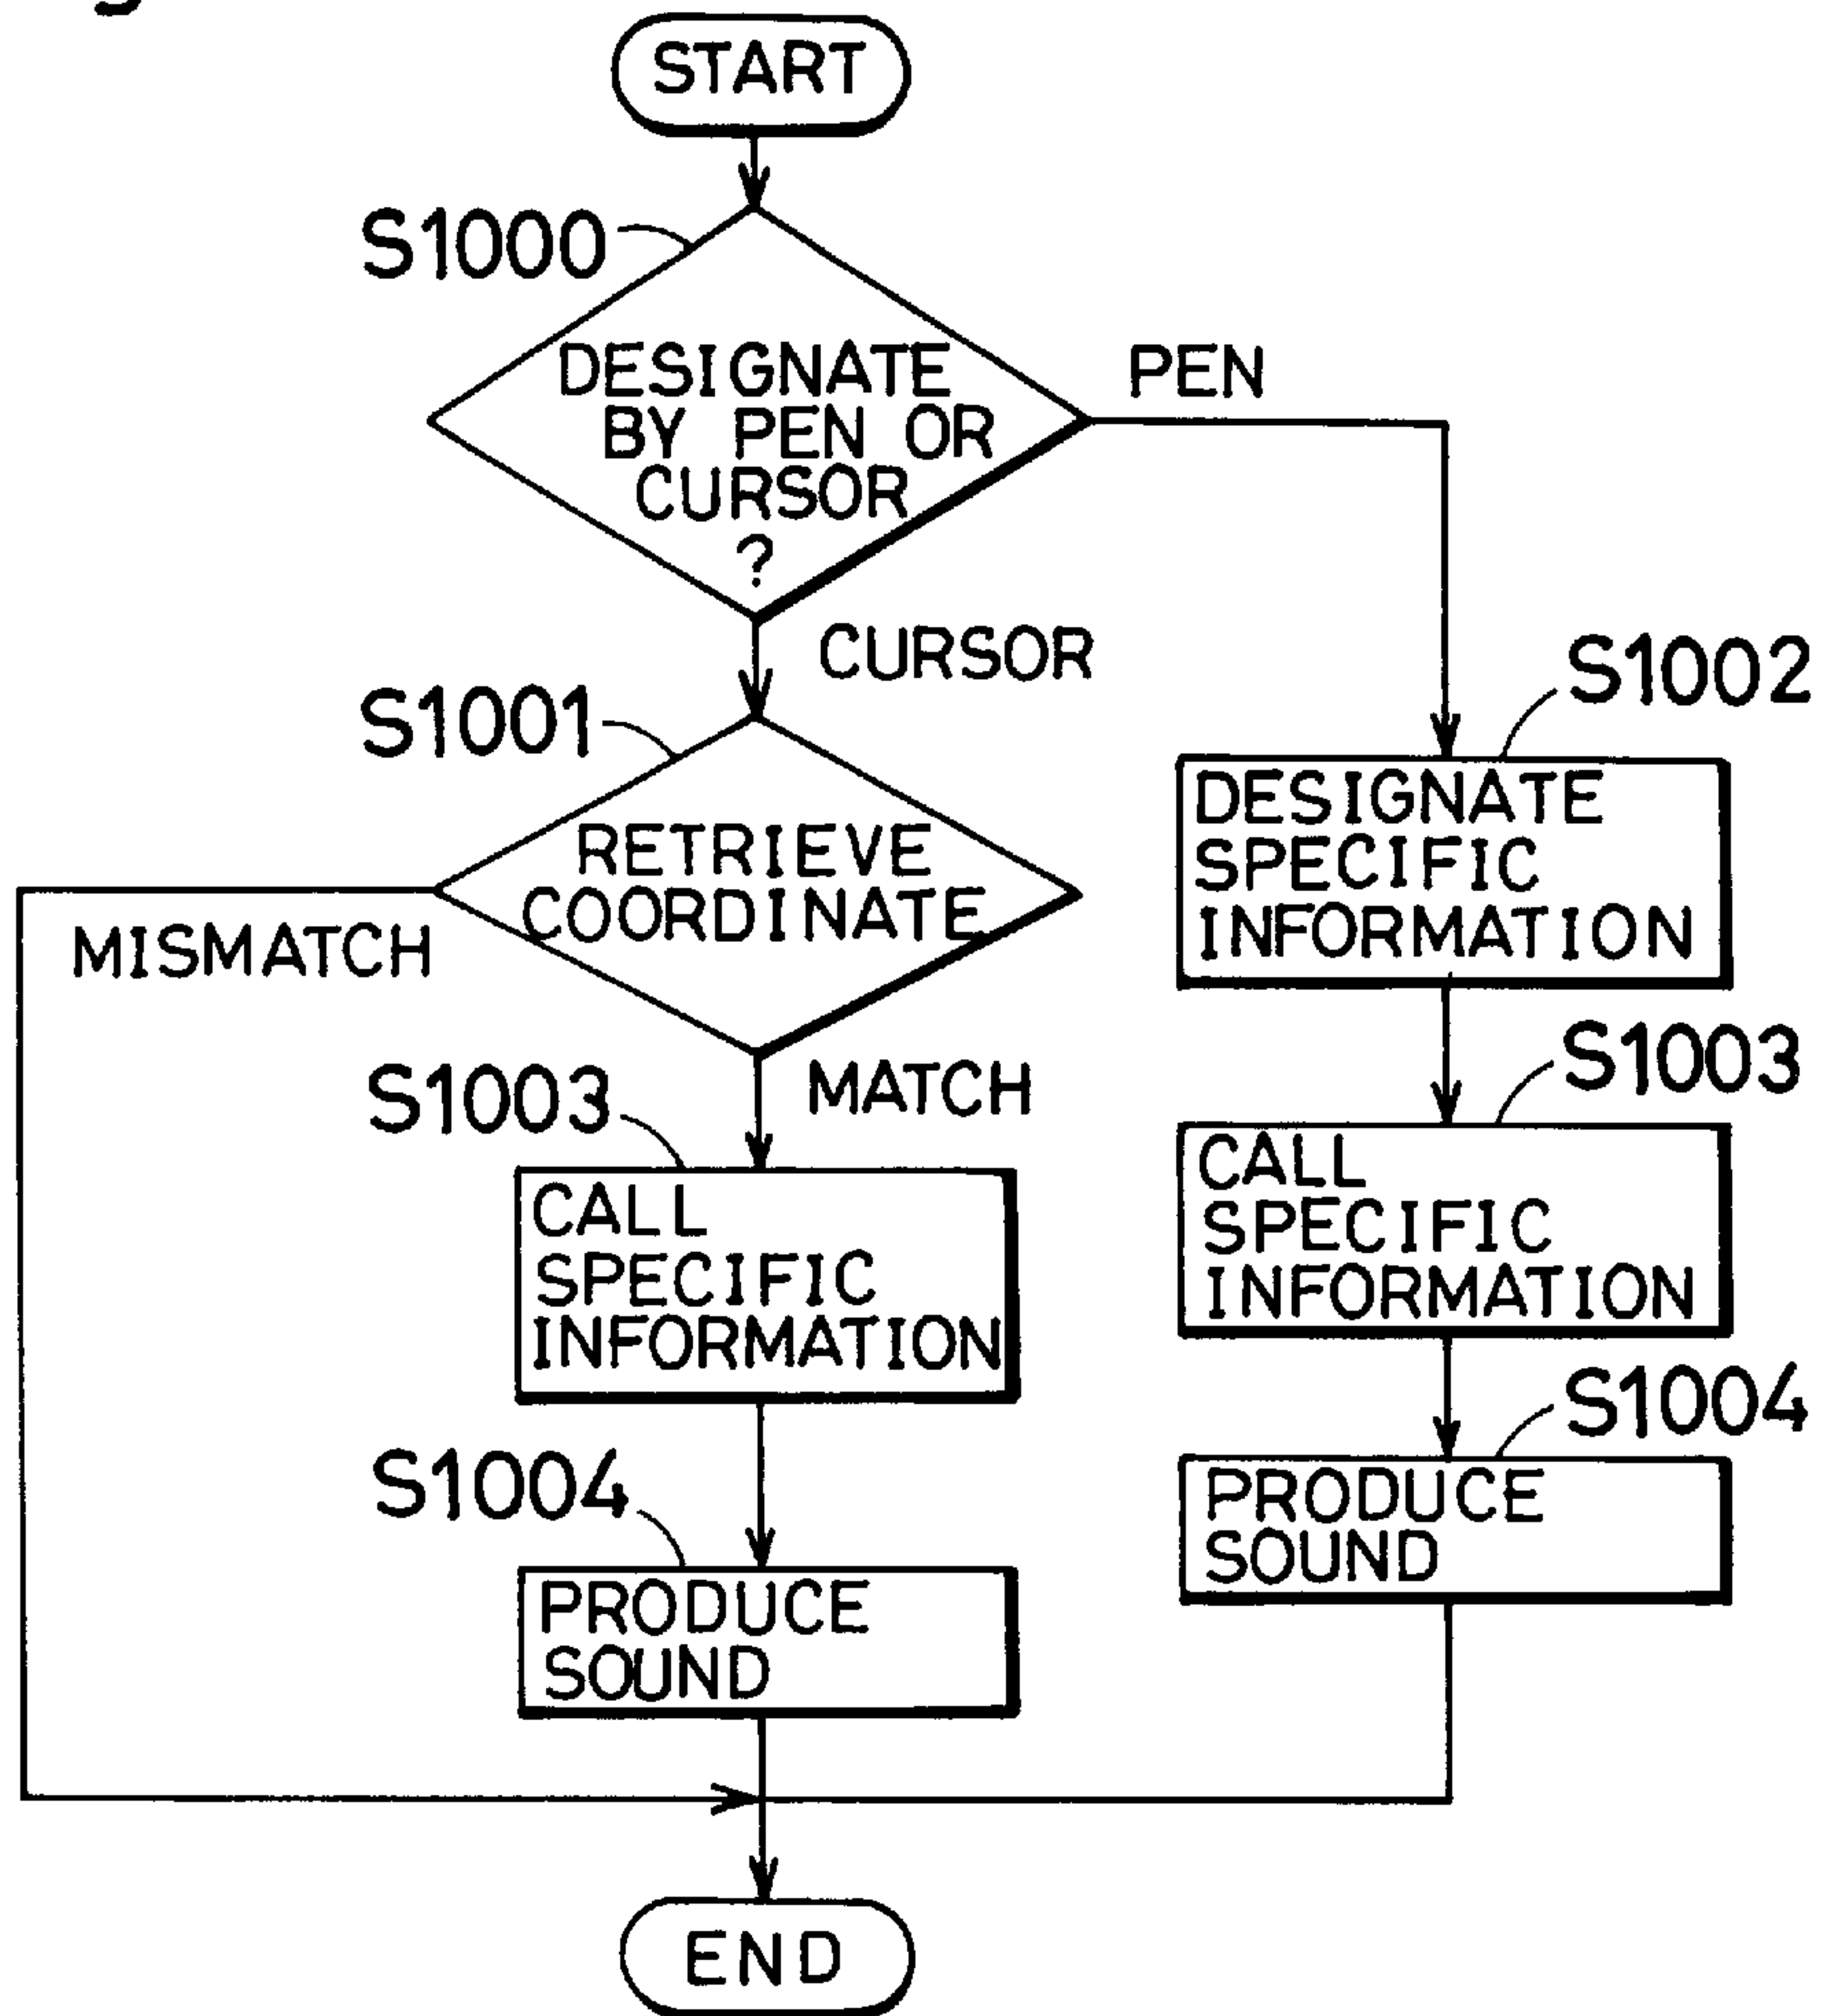 START
S1000
DESIGNATE
BY PEN OR
CURSOR
?
PEN
CURSOR
S1001
RETRIEVE
COORDINATE
MISMATCH
MATCH
S1002
DESIGNATE
SPECIFIC
INFORMATION
S1003
CALL
SPECIFIC
INFORMATION
S1003
CALL
SPECIFIC
INFORMATION
S1004
PRODUCE
SOUND
S1004
PRODUCE
SOUND
END